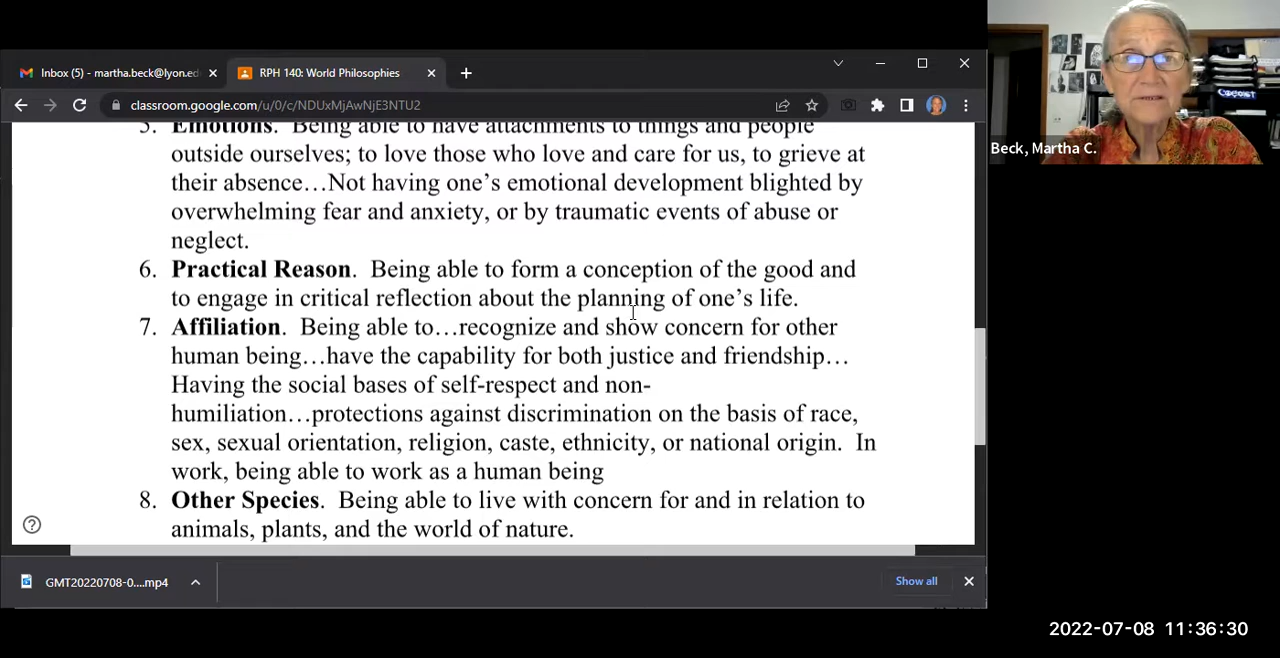 Inbox (5) - martha.beck@lyon.ed
RPH 140: World Philosophies
classroom.google.com/u/0/c/NDUxMjAwNjE3NTU2
Beck, Martha C.
5. Emotions. Being able to have attachments to things and people
outside ourselves; to love those who love and care for us, to grieve at
their absence…Not having one’s emotional development blighted by
overwhelming fear and anxiety, or by traumatic events of abuse or
neglect.
6. Practical Reason. Being able to form a conception of the good and
to engage in critical reflection about the planning of one’s life.
7. Affiliation. Being able to…recognize and show concern for other
human being…have the capability for both justice and friendship…
Having the social bases of self-respect and non-
humiliation…protections against discrimination on the basis of race,
sex, sexual orientation, religion, caste, ethnicity, or national origin. In
work, being able to work as a human being
8. Other Species. Being able to live with concern for and in relation to
animals, plants, and the world of nature.
GMT20220708-0....mp4
Show all
2022-07-08 11:36:30